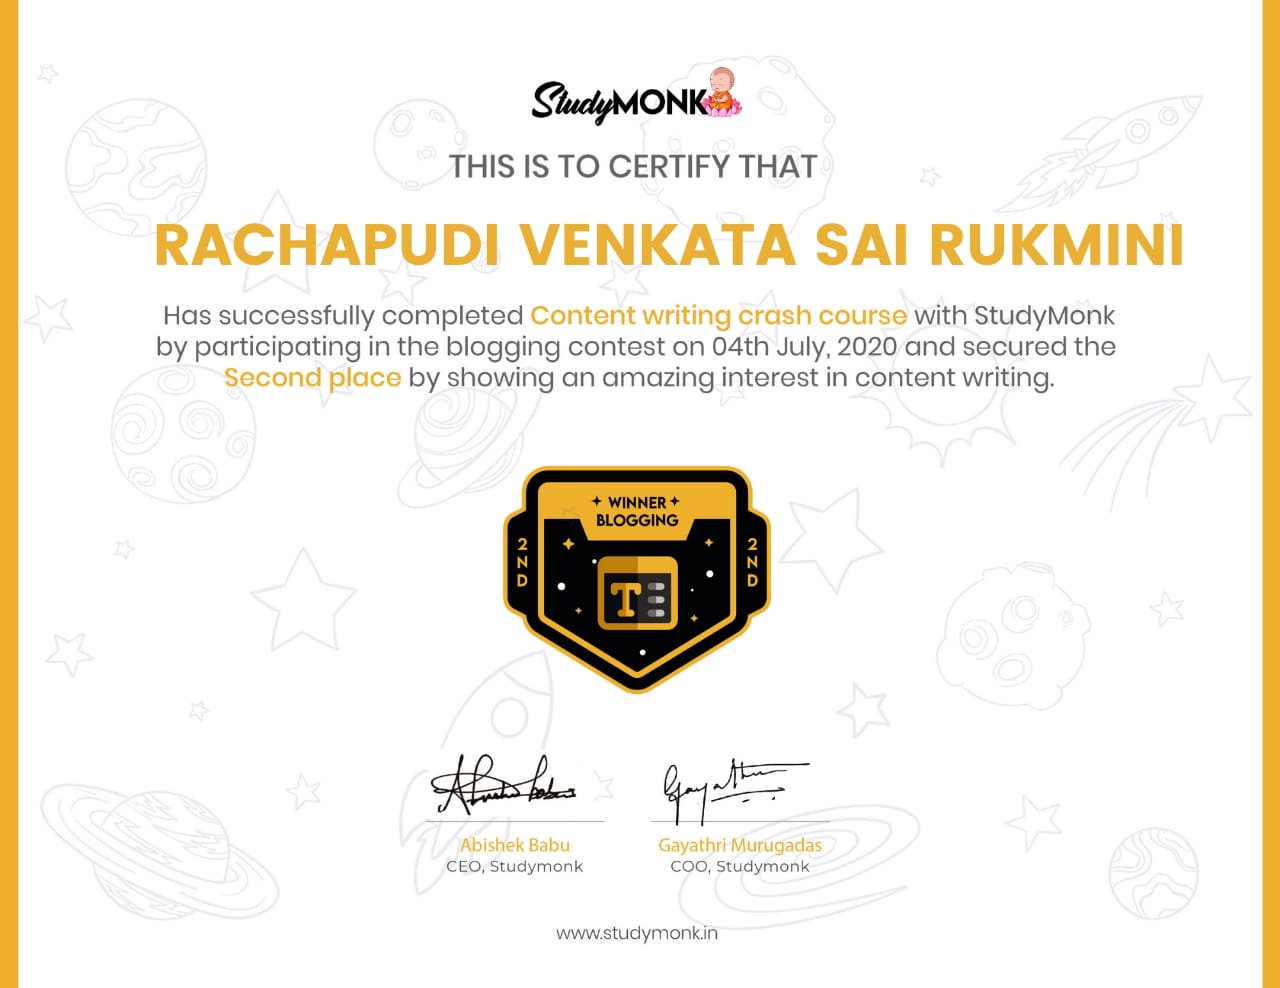 StudyMONK
THIS IS TO CERTIFY THAT
RACHAPUDI VENKATA SAI RUKMINI
Has successfully completed Content writing crash course with StudyMonk
by participating in the blogging contest on 04th July, 2020 and secured the
Second place by showing an amazing interest in content writing.
WINNER
BLOGGING
2ND
2ND
T
Abishek Babu
Gayathri
Abishek Babu
Gayathri Murugadas
CEO, Studymonk
COO, Studymonk
www.studymonk.in